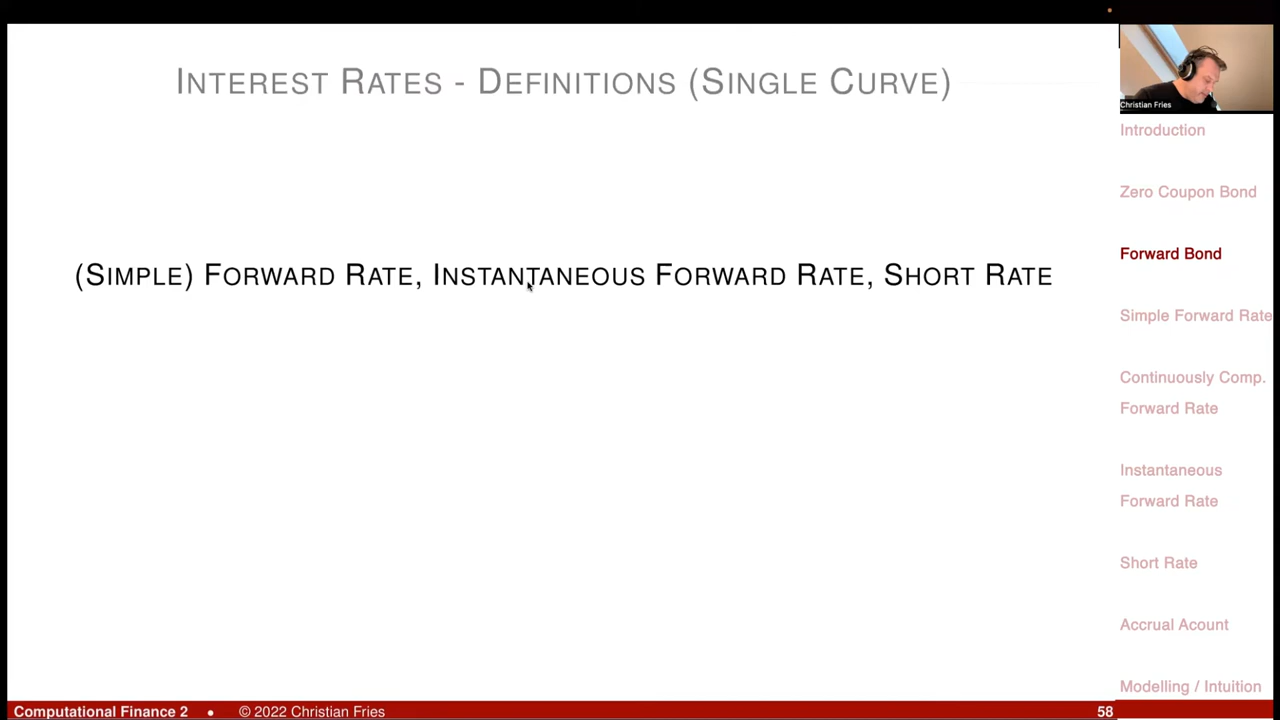 INTEREST RATES - DEFINITIONS (SINGLE CURVE)
Christian Fries
(SIMPLE) FORWARD RATE, INSTANTANEOUS FORWARD RATE, SHORT RATE
Introduction
Zero Coupon Bond
Forward Bond
Simple Forward Rate
Continuously Comp.
Forward Rate
Instantaneous
Forward Rate
Short Rate
Accrual Acount
Modelling / Intuition
Computational Finance 2 • © 2022 Christian Fries 58